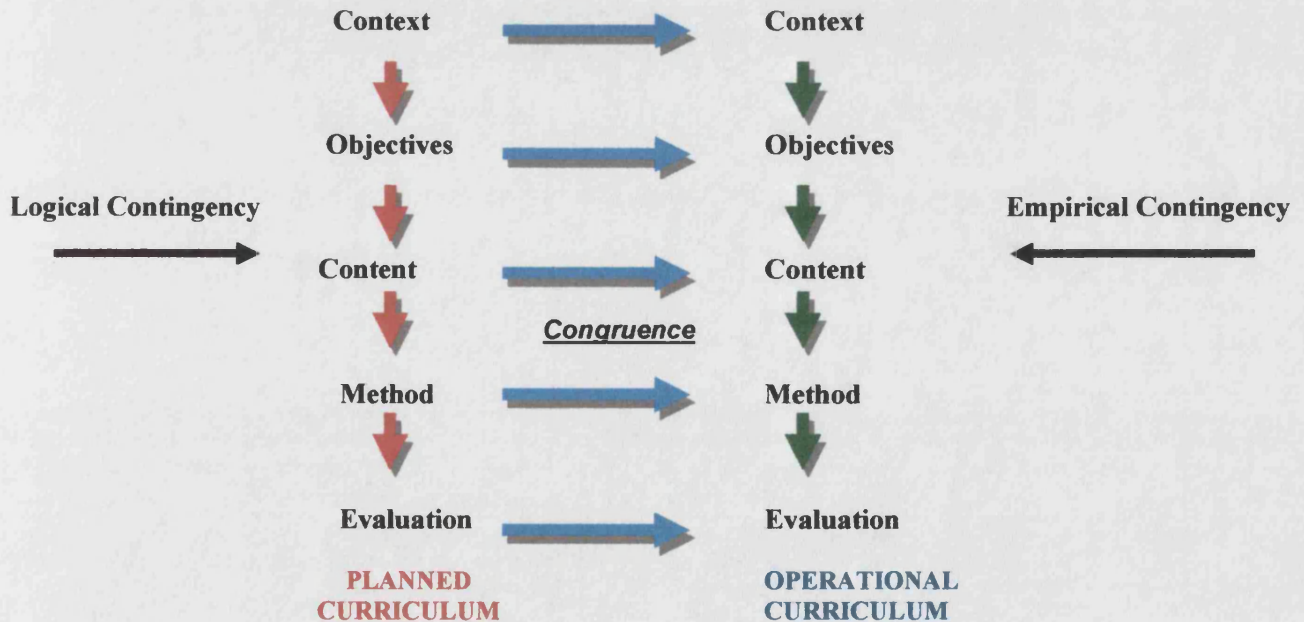 Context Context
Objectives Objectives
Logical Contingency Empirical Contingency
Content Content
Congruence
Method Method
Evaluation Evaluation
PLANNED OPERATIONAL
CURRICULUM CURRICULUM